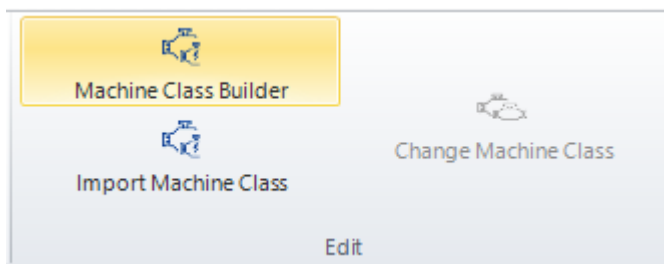 Machine Class Builder
Import Machine Class
Change Machine Class
Edit